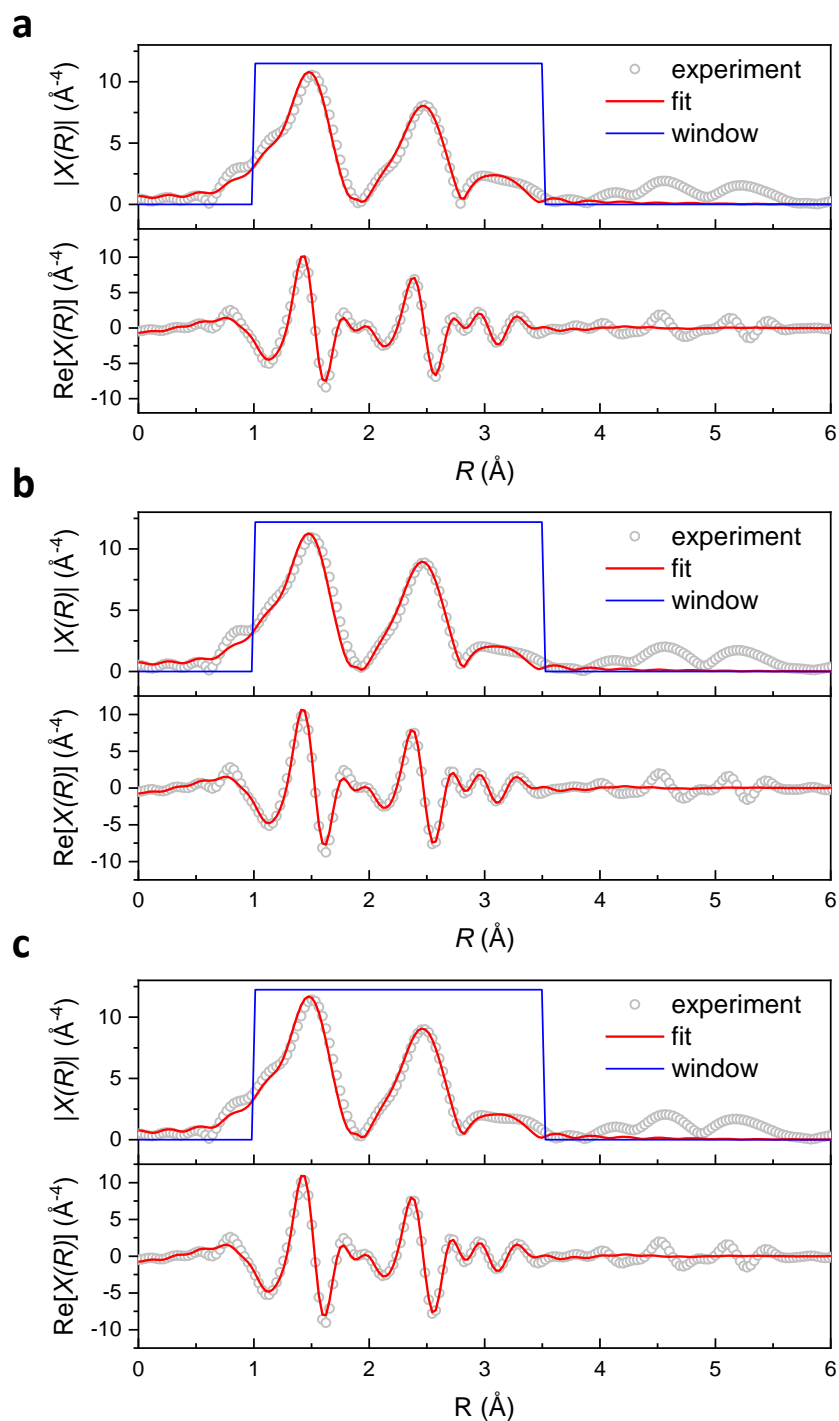 a
|X(R)| (Å-4)
10
5
0
experiment
fit
window
Re[X(R)] (Å-4)
10
5
0
-5
-10
0 1 2 3 4 5 6
R (Å)
b
|X(R)| (Å-4)
10
5
0
experiment
fit
window
Re[X(R)] (Å-4)
10
5
0
-5
-10
0 1 2 3 4 5 6
R (Å)
c
|X(R)| (Å-4)
10
5
0
experiment
fit
window
Re[X(R)] (Å-4)
10
5
0
-5
-10
0 1 2 3 4 5 6
R (Å)